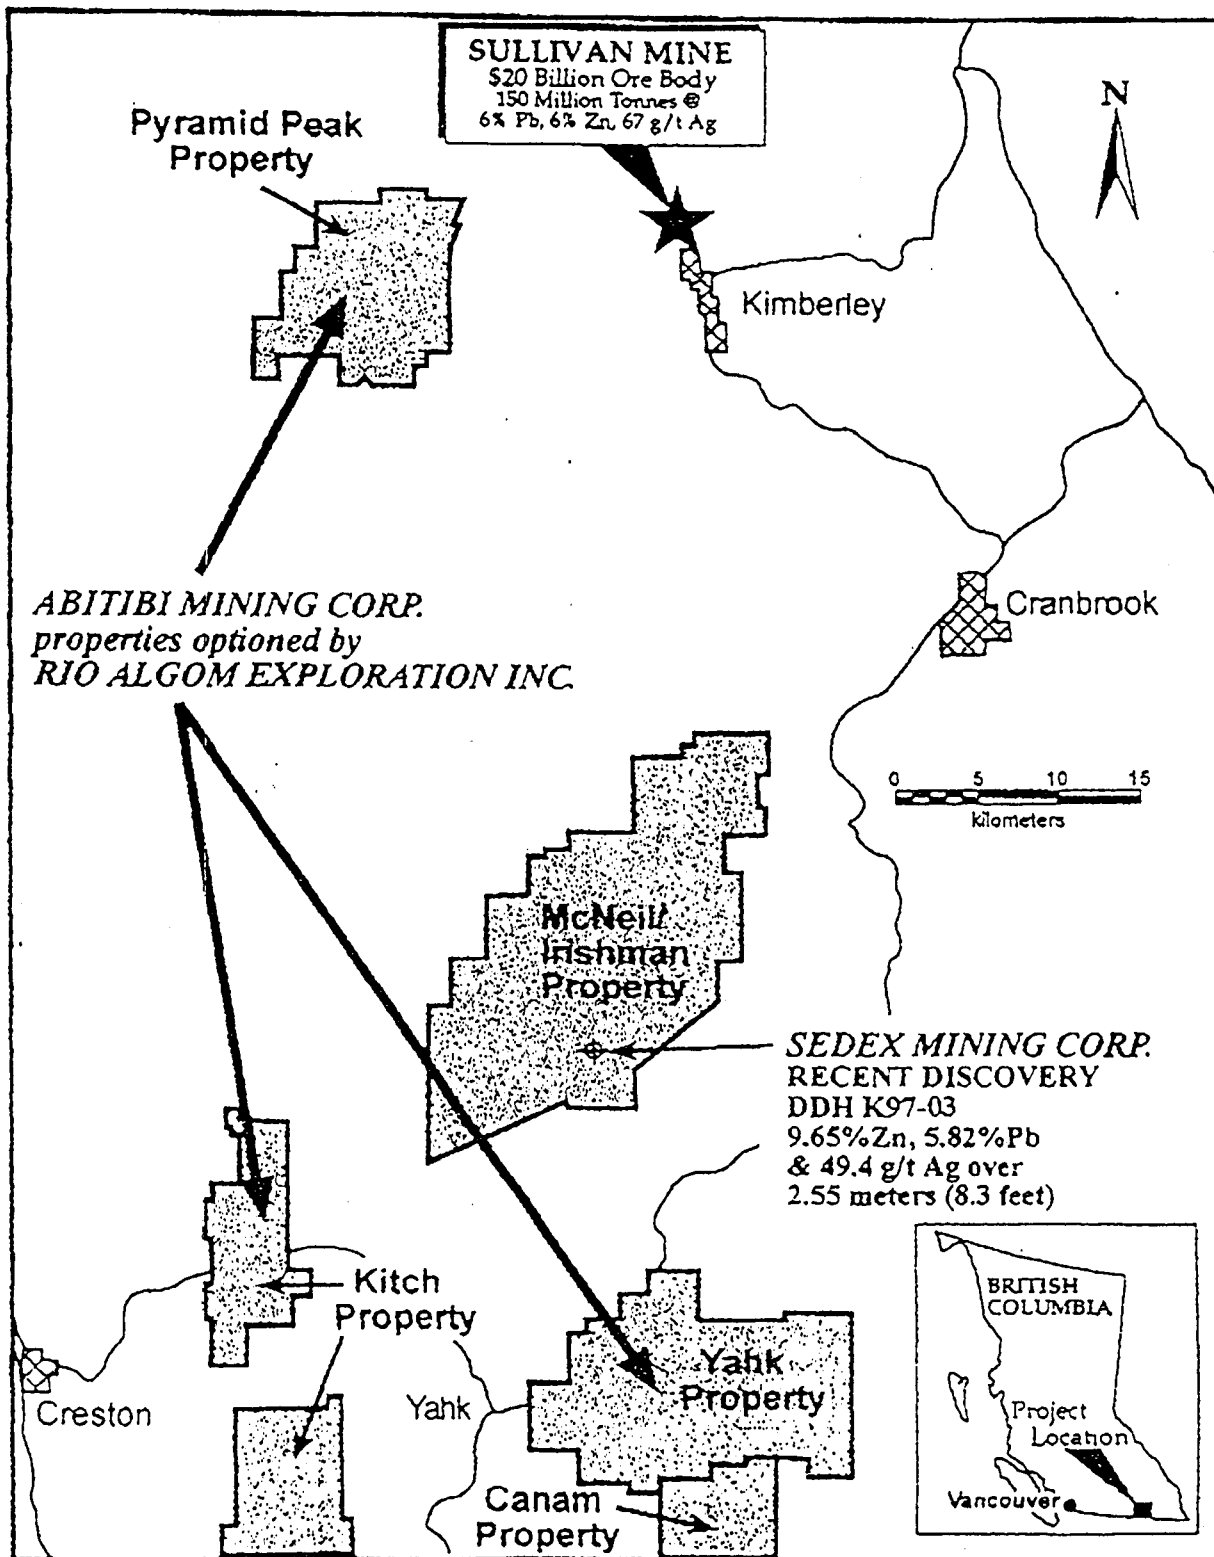 SULLIVAN MINE
$20 Billion Ore Body
150 Million Tonnes @
6% Pb, 6% Zn, 67 g/t Ag
N
Pyramid Peak
Property
Kimberley
ABITIBI MINING CORP.
properties optioned by
RIO ALGOM EXPLORATION INC.
Cranbrook
0 5 10 15
kilometers
McNeil/
Irishman
Property
SEDEX MINING CORP.
RECENT DISCOVERY
DDH K97-03
9.65%Zn, 5.82%Pb
& 49.4 g/t Ag over
2.55 meters (8.3 feet)
Kitch
Property
BRITISH
COLUMBIA
Yahk
Property
Creston
Yahk
Project
Location
Canam
Property
Vancouver